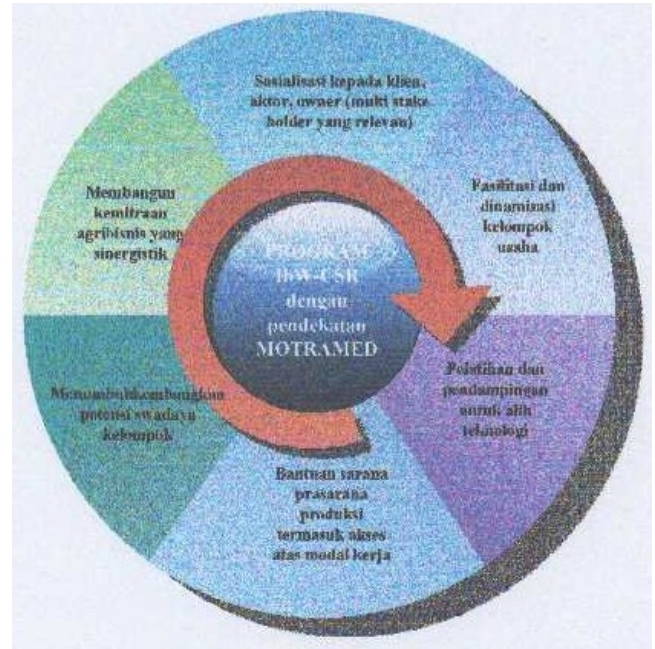 Sosialisasi kepada klien,
aktor, owner (multi stake
holder yang relevan)
Fasilitasi dan
dinamisasi
kelompok
usaha
Pelatihan dan
pendampingan
untuk alih
teknologi
Bantuan sarana
prasarana
produksi
termasuk akses
atas modal kerja
Menumbuhkembangkan
potensi swadaya
kelompok
Membangun
kemitraan
agribisnis yang
sinergistik
PROGRAM
IbW-CSR
dengan
pendekatan
MOTRAMED